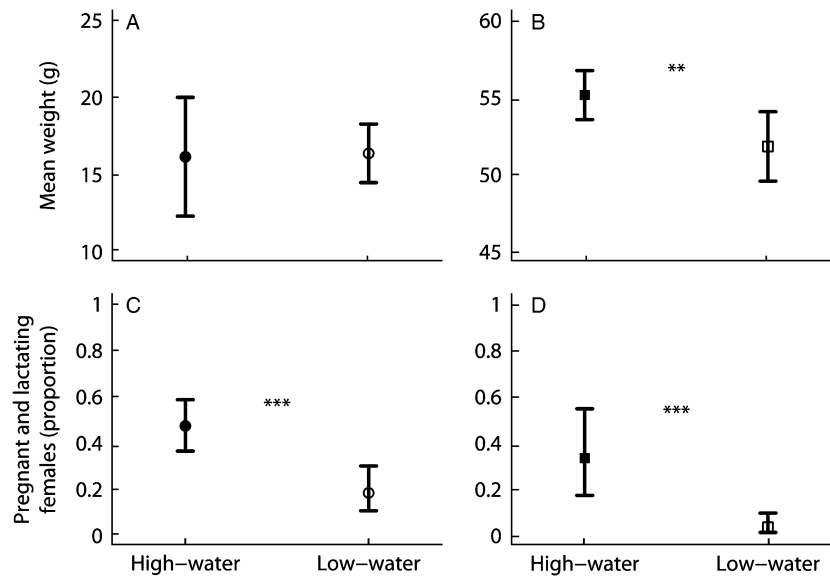 A
Mean weight (g)
25
20
15
10
B
60
55
50
45
**
C
Pregnant and lactating
females (proportion)
1
0.8
0.6
0.4
0.2
0
***
High–water
Low–water
D
1
0.8
0.6
0.4
0.2
0
***
High–water
Low–water